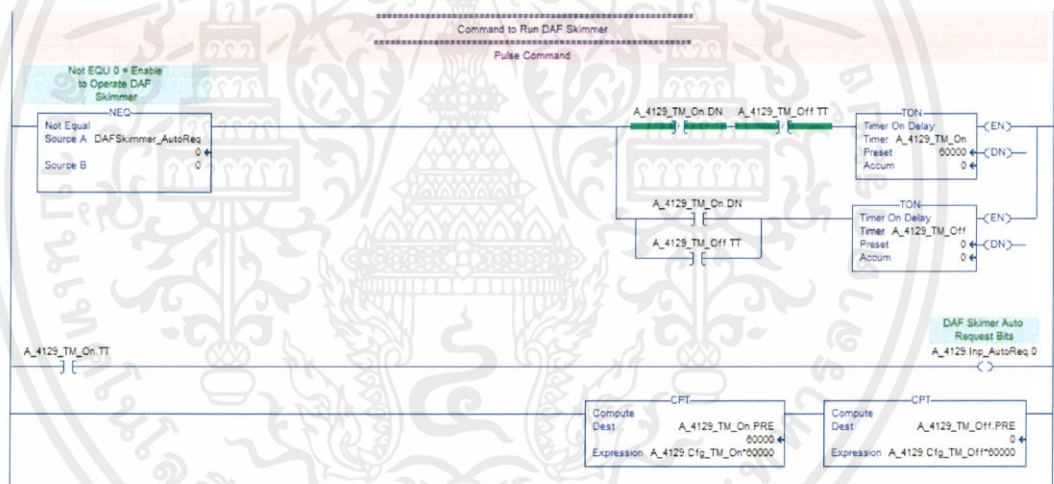 Command to Run DAF Skimmer
Pulse Command
Not EQU 0 = Enable
to Operate DAF
Skimmer
NEQ
Not Equal
Source A DAFSkimmer_AutoReq
0
Source B 0
A_4129_TM_On.DN A_4129_TM_Off.TT
TON
Timer On Delay
Timer A_4129_TM_On
Preset 60000
Accum 0
EN
DN
A_4129_TM_On.DN
A_4129_TM_Off.TT
TON
Timer On Delay
Timer A_4129_TM_Off
Preset 0
Accum 0
EN
DN
DAF Skimer Auto
Request Bits
A_4129_TM_On.TT
A_4129.Inp_AutoReq.0
CPT
Compute
Dest A_4129_TM_On.PRE
60000
Expression A_4129.Cfg_TM_On*60000
CPT
Compute
Dest A_4129_TM_Off.PRE
0
Expression A_4129.Cfg_TM_Off*60000